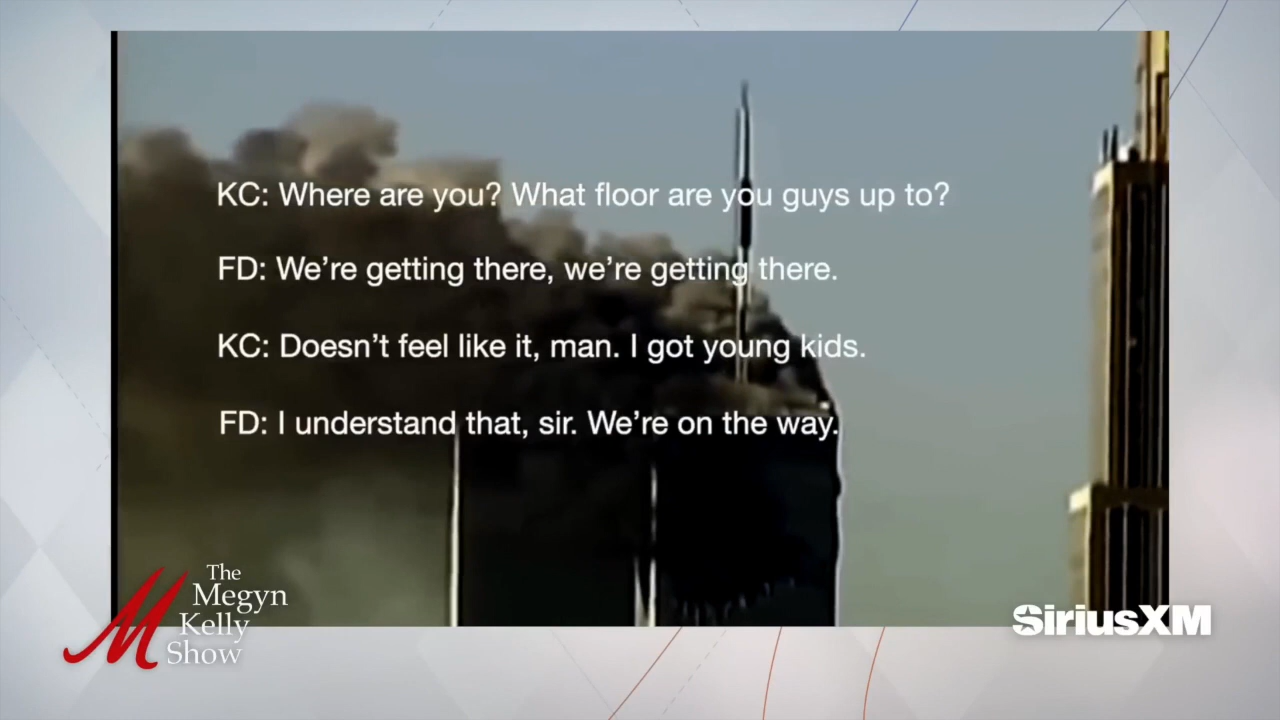 KC: Where are you? What floor are you guys up to?
FD: We're getting there, we're getting there.
KC: Doesn't feel like it, man. I got young kids.
FD: I understand that, sir. We're on the way.
The
Megyn
Kelly
Show
SiriusXM